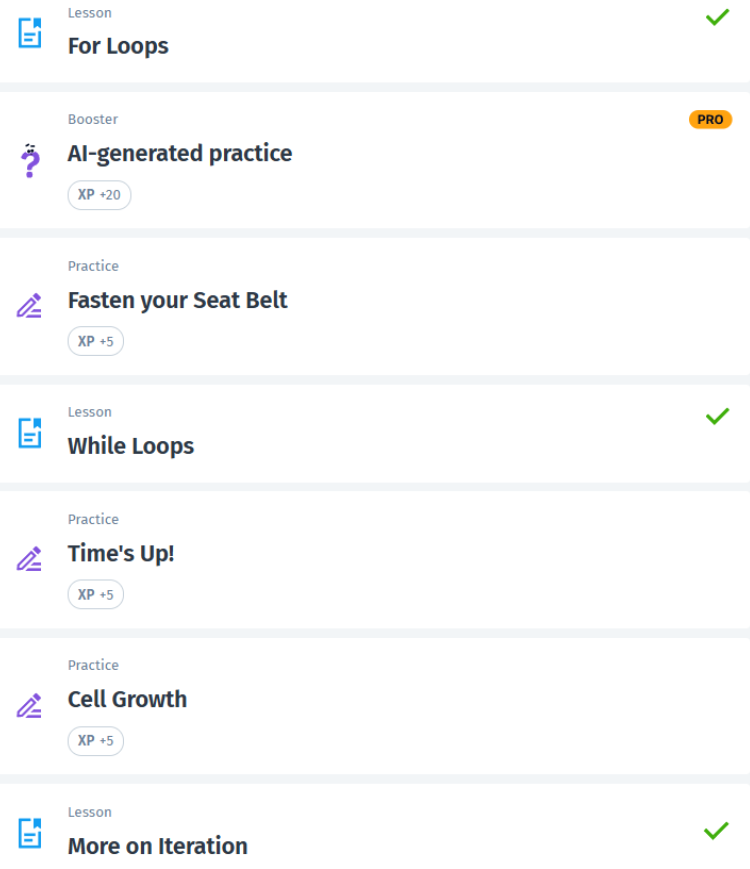 Lesson
For Loops
Booster
PRO
AI-generated practice
XP +20
Practice
Fasten your Seat Belt
XP +5
Lesson
While Loops
Practice
Time's Up!
XP +5
Practice
Cell Growth
XP +5
Lesson
More on Iteration